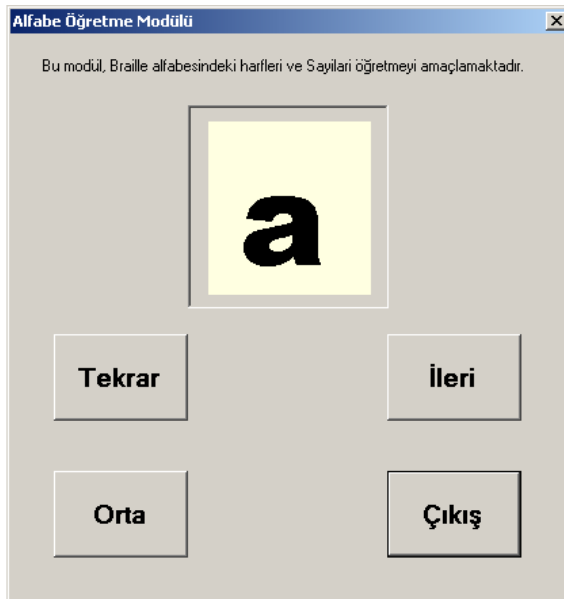 Alfabe Öğretme Modülü
Bu modül, Braille alfabesindeki harfleri ve Sayilari öğretmeyi amaçlamaktadır.
a
Tekrar
İleri
Orta
Çıkış